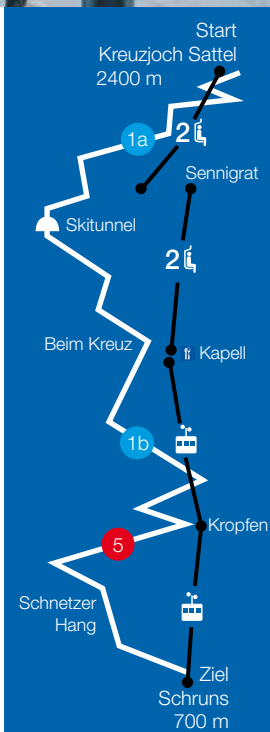 Start
Kreuzjoch Sattel
2400 m
1a
2
Sennigrat
Skitunnel
2
Beim Kreuz
Kapell
1b
Kropfen
5
Schnetzer
Hang
Ziel
Schruns
700 m